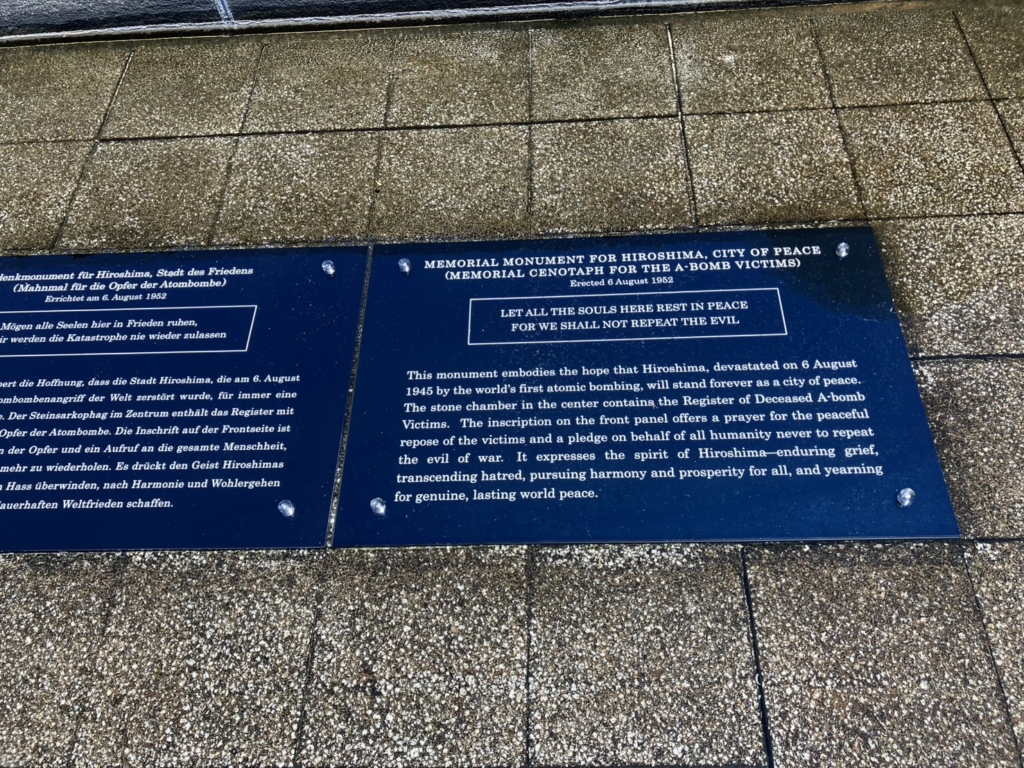 denkmonument für Hiroshima, Stadt des Friedens
(Mahnmal für die Opfer der Atombombe)
Errichtet am 6. August 1952
Mögen alle Seelen hier in Frieden ruhen,
werden die Katastrophe nie wieder zulassen
die Hoffnung, dass die Stadt Hiroshima, die am 6. August
ombombenangriff der Welt zerstört wurde, für immer eine
Der Steinsarkophag im Zentrum enthält das Register mit
Opfer der Atombombe. Die Inschrift auf der Frontseite ist
der Opfer und ein Aufruf an die gesamte Menschheit,
mehr zu wiederholen. Es drückt den Geist Hiroshimas
Hass überwinden, nach Harmonie und Wohlergehen
dauerhaften Weltfrieden schaffen.
MEMORIAL MONUMENT FOR HIROSHIMA, CITY OF PEACE
(MEMORIAL CENOTAPH FOR THE A-BOMB VICTIMS)
Erected 6 August 1952
LET ALL THE SOULS HERE REST IN PEACE
FOR WE SHALL NOT REPEAT THE EVIL
This monument embodies the hope that Hiroshima, devastated on 6 August
1945 by the world's first atomic bombing, will stand forever as a city of peace.
The stone chamber in the center contains the Register of Deceased A-bomb
Victims. The inscription on the front panel offers a prayer for the peaceful
repose of the victims and a pledge on behalf of all humanity never to repeat
the evil of war. It expresses the spirit of Hiroshima—enduring grief,
transcending hatred, pursuing harmony and prosperity for all, and yearning
for genuine, lasting world peace.